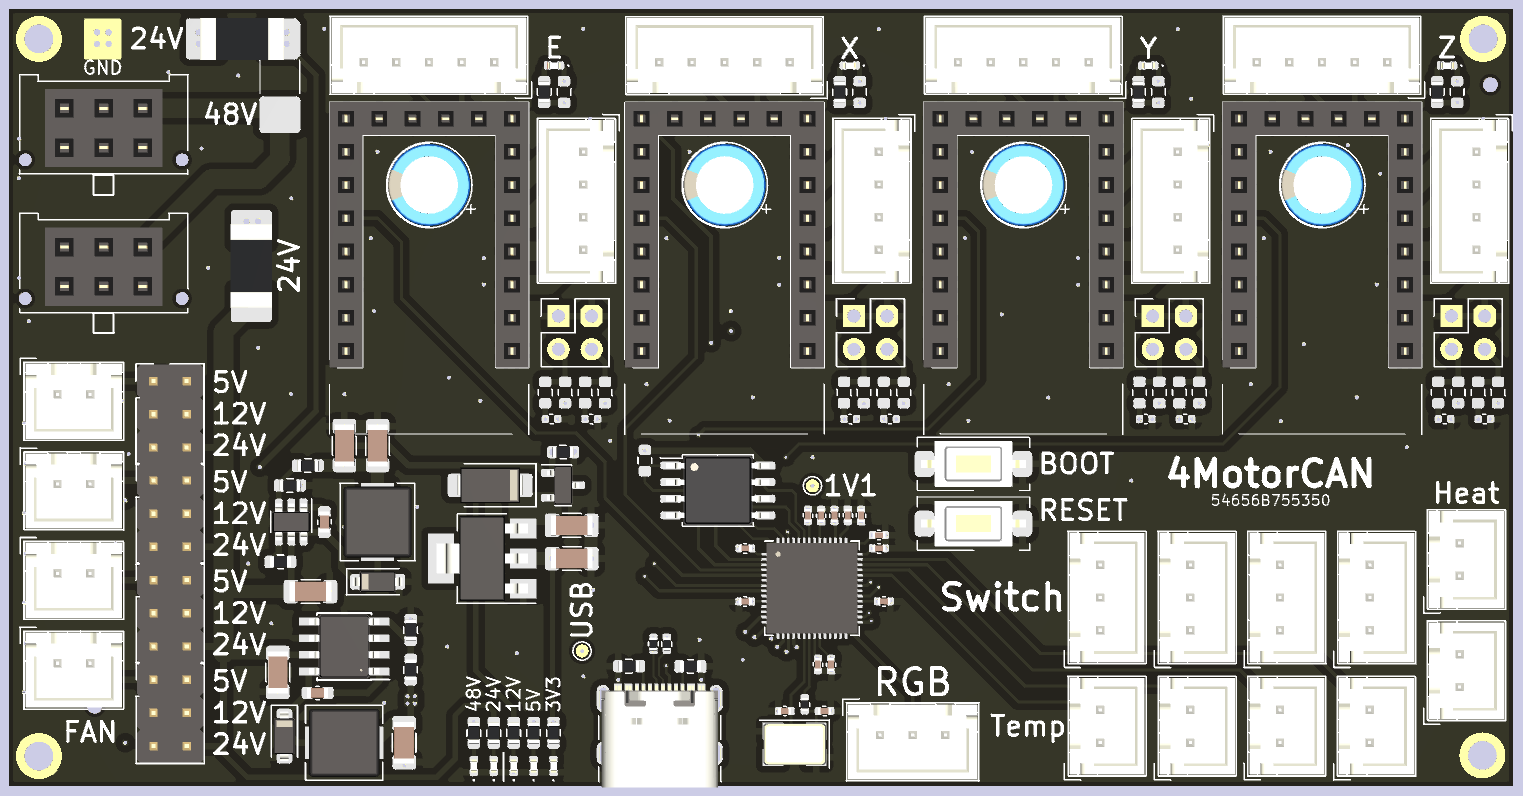 24V
GND
48V
24V
E
X
Y
Z
+
+
+
+
5V
12V
24V
5V
12V
24V
5V
12V
24V
5V
12V
24V
FAN
48V
24V
12V
5V
3V3
USB
1V1
BOOT
RESET
4MotorCAN
54656B755350
Heat
Switch
RGB
Temp